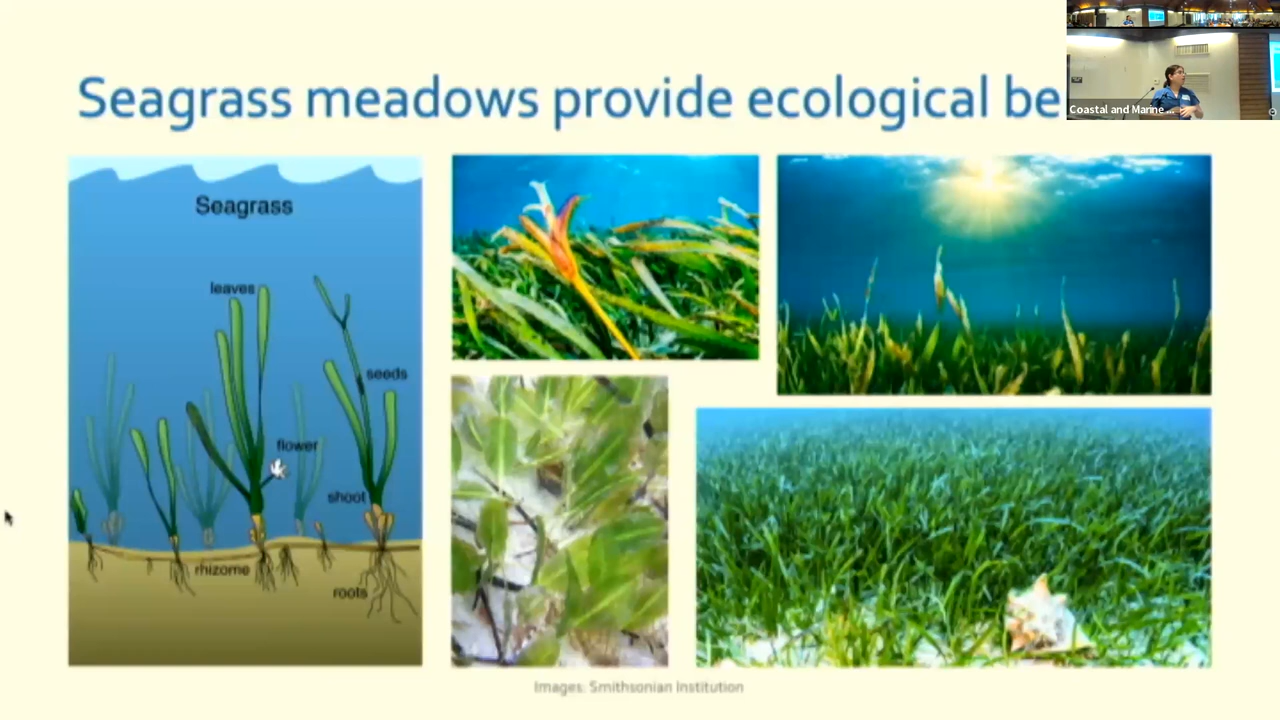 Seagrass meadows provide ecological be
Coastal and Marine ...
Seagrass
leaves
seeds
flower
shoot
rhizome
roots
Images: Smithsonian Institution